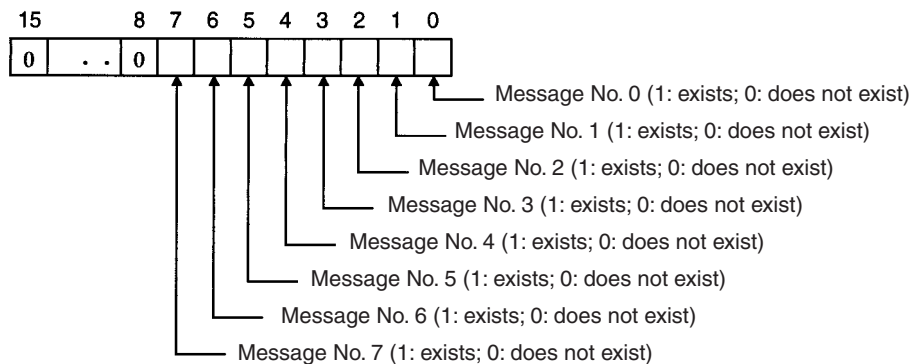 15 8 7 6 5 4 3 2 1 0
0 . . 0
Message No. 0 (1: exists; 0: does not exist)
Message No. 1 (1: exists; 0: does not exist)
Message No. 2 (1: exists; 0: does not exist)
Message No. 3 (1: exists; 0: does not exist)
Message No. 4 (1: exists; 0: does not exist)
Message No. 5 (1: exists; 0: does not exist)
Message No. 6 (1: exists; 0: does not exist)
Message No. 7 (1: exists; 0: does not exist)